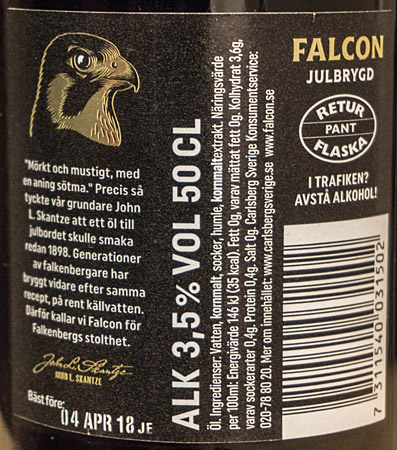 "Mörkt och mustigt, med
en aning sötma." Precis så
tyckte vår grundare John
L. Skantze att ett öl till
julbordet skulle smaka
redan 1898. Generationer
av falkenbergare har
bryggt vidare efter samma
recept, på rent källvatten.
Därför kallar vi Falcon för
Falkenbergs stolthet.
John L. Skantze
JOHN L. SKANTZE
Bäst före:
04 APR 18 JE
ALK 3,5% VOL 50 CL
Öl. Ingredienser: Vatten, kornmalt, socker, humle, kornmaltextrakt. Näringsvärde
per 100ml: Energivärde 146 kJ (35 kcal), Fett 0g, varav mättat fett 0g, Kolhydrat 3,6g,
varav sockerarter 0,4g, Protein 0,4g, Salt 0g. Carlsberg Sverige Konsumentservice:
020-78 80 20. Mer om innehållet: www.carlsbergsverige.se www.falcon.se
FALCON
JULBRYGD
RETUR
PANT
FLASKA
I TRAFIKEN?
AVSTÅ ALKOHOL!
7 311540 031502